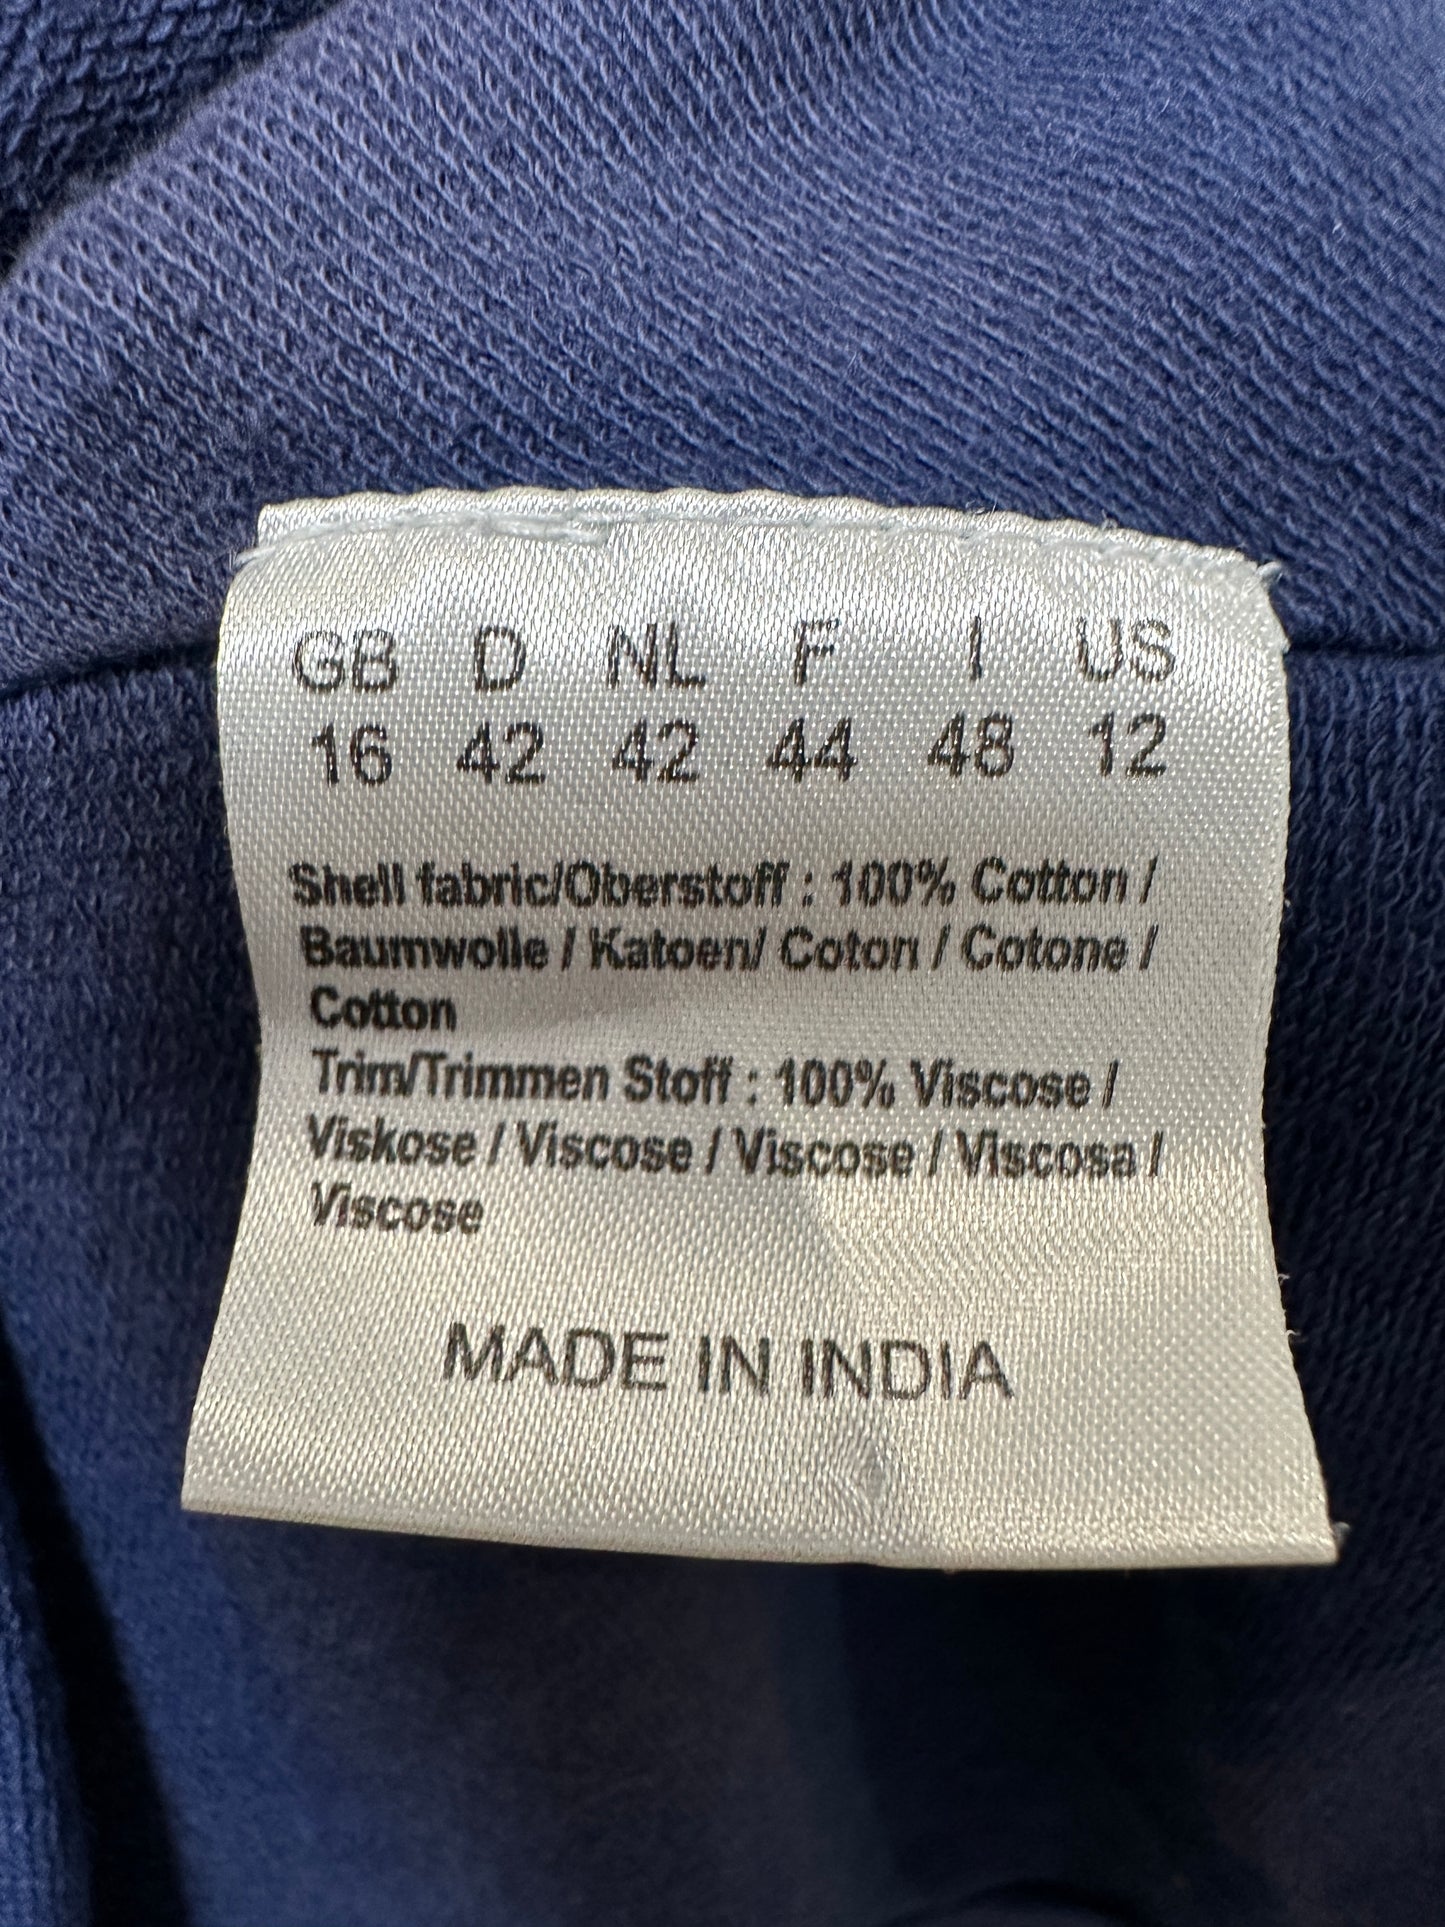 GB D NL F I US
16 42 42 44 48 12
Shell fabric/Oberstoff : 100% Cotton /
Baumwolle / Katoen/ Coton / Cotone /
Cotton
Trim/Trimmen Stoff : 100% Viscose /
Viskose / Viscose / Viscose / Viscosa /
Viscose
MADE IN INDIA